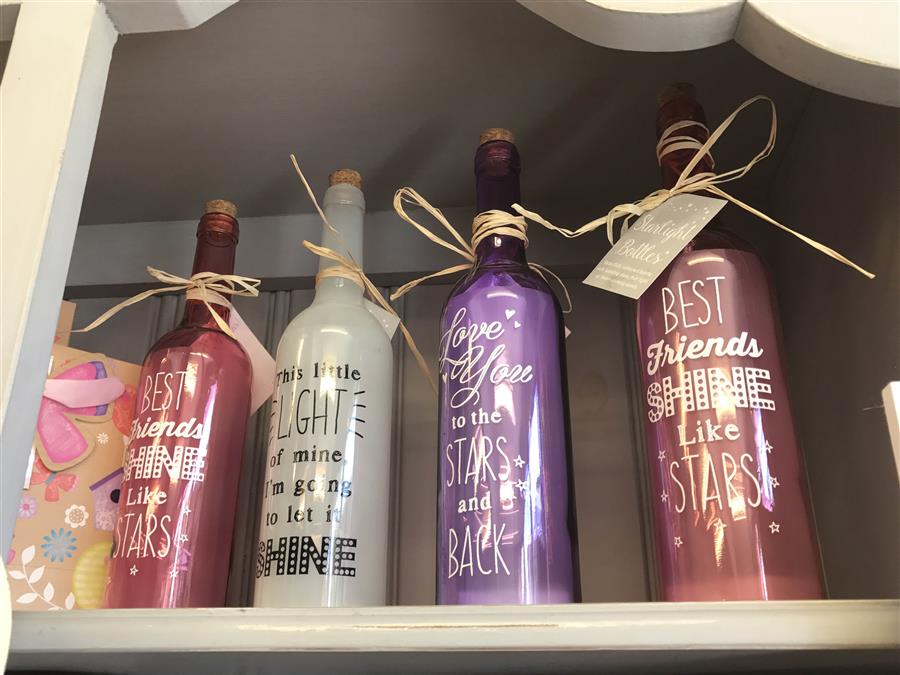 BEST
Friends
SHINE
Like
STARS
This little
LIGHT
of mine,
I'm going
to let it
SHINE
Love
You
to the
STARS
and
BACK
Starlight
Bottles
BEST
Friends
SHINE
Like
STARS